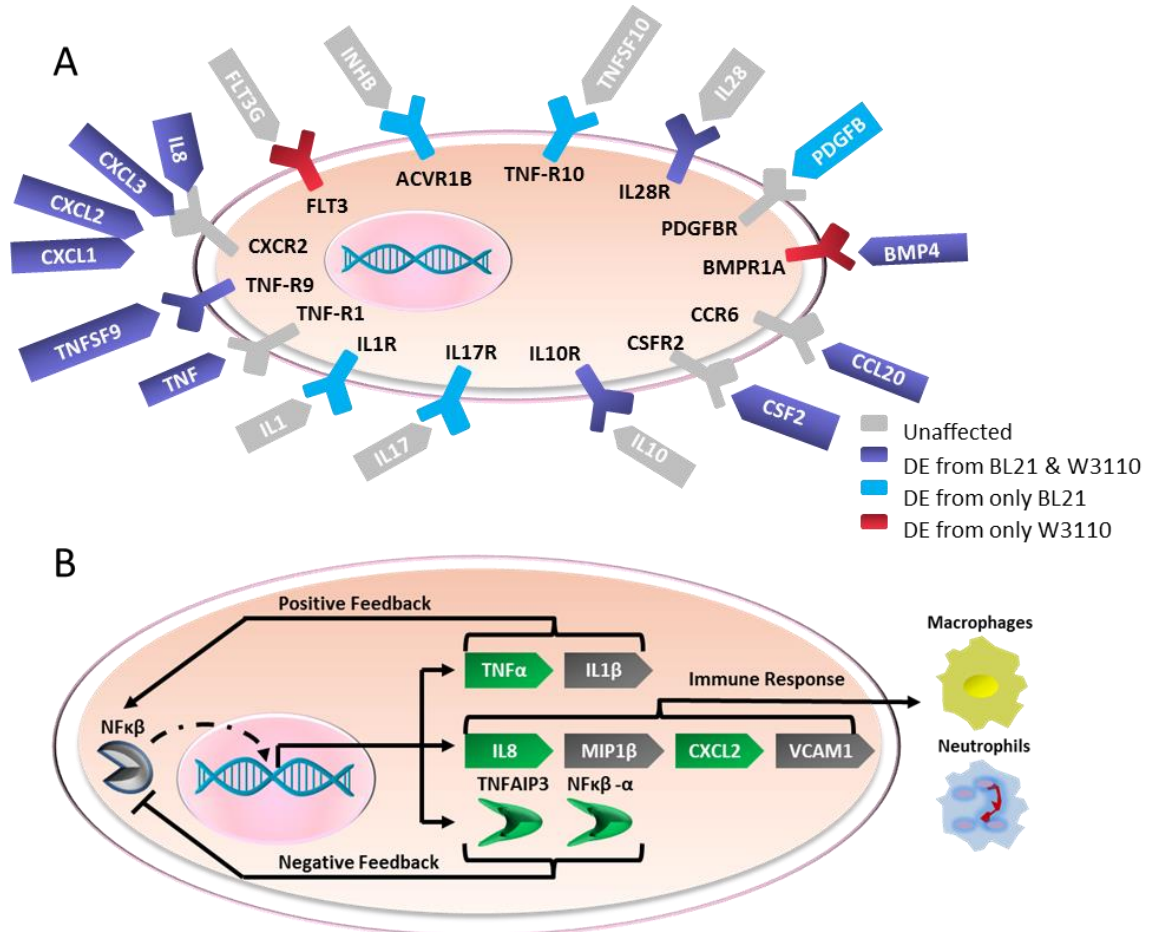 A
FLT3G
INHB
TNFSF10
IL28
PDGFB
IL8
CXCL3
CXCL2
CXCL1
TNFSF9
TNF
IL1
IL17
IL10
CSF2
CCL20
BMP4
FLT3
ACVR1B
TNF-R10
IL28R
PDGFBR
BMPR1A
CCR6
CSFR2
IL10R
IL17R
IL1R
TNF-R1
TNF-R9
CXCR2
Unaffected
DE from BL21 & W3110
DE from only BL21
DE from only W3110
B
Positive Feedback
TNFα
IL1β
Immune Response
Macrophages
NFκβ
IL8
MIP1β
CXCL2
VCAM1
Neutrophils
TNFAIP3
NFκβ -α
Negative Feedback